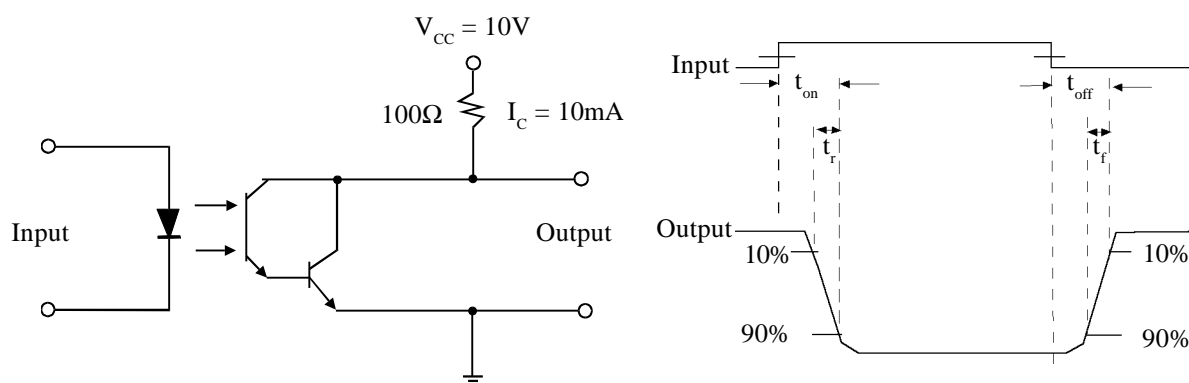 V_CC = 10V
100Ω
I_C = 10mA
Input
Output
Input
t_on
t_off
t_r
t_f
Output
10%
10%
90%
90%